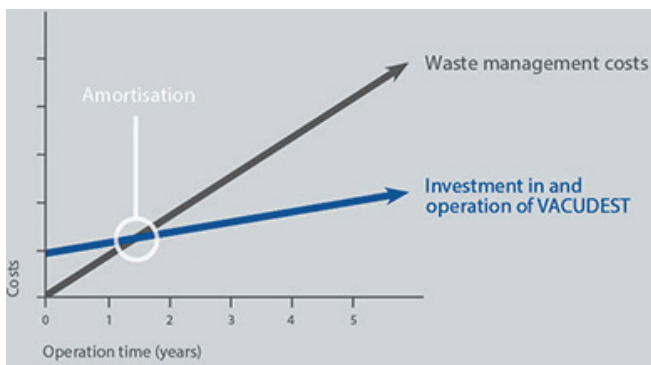 Waste management costs
Amortisation
Investment in and
operation of VACUDEST
Costs
0 1 2 3 4 5
Operation time (years)